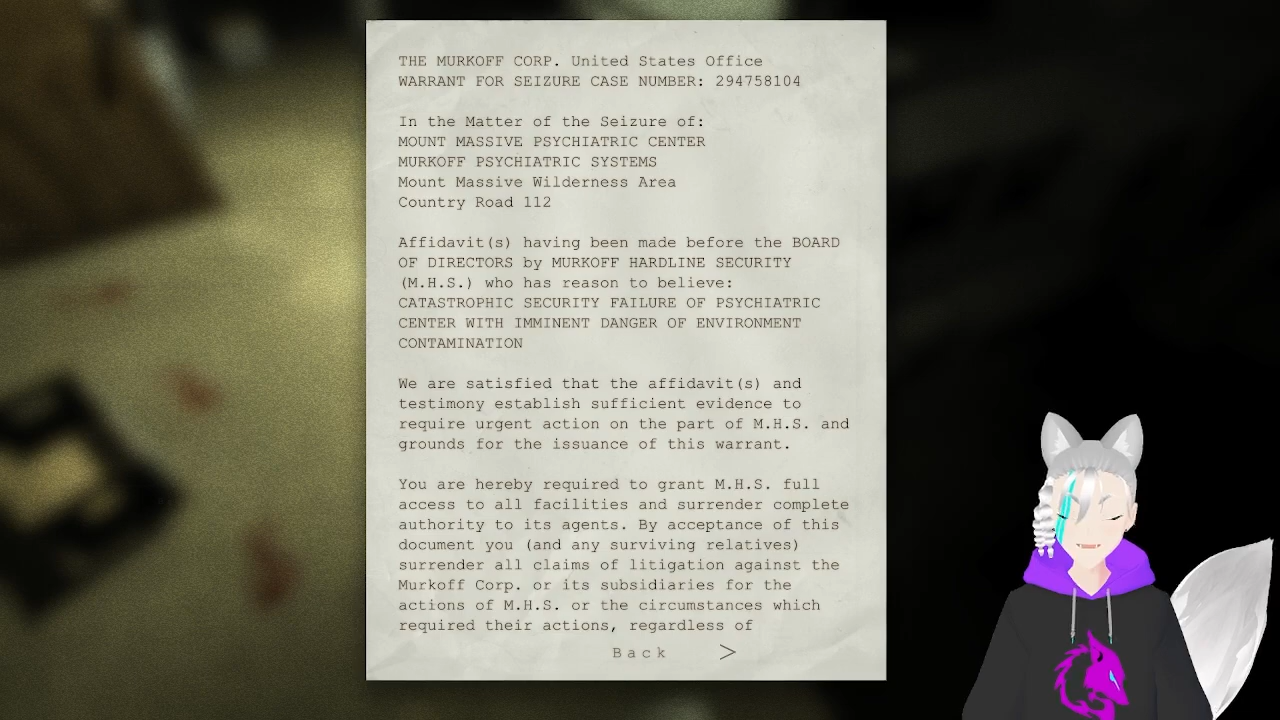 THE MURKOFF CORP. United States Office
WARRANT FOR SEIZURE CASE NUMBER: 294758104
In the Matter of the Seizure of:
MOUNT MASSIVE PSYCHIATRIC CENTER
MURKOFF PSYCHIATRIC SYSTEMS
Mount Massive Wilderness Area
Country Road 112
Affidavit(s) having been made before the BOARD
OF DIRECTORS by MURKOFF HARDLINE SECURITY
(M.H.S.) who has reason to believe:
CATASTROPHIC SECURITY FAILURE OF PSYCHIATRIC
CENTER WITH IMMINENT DANGER OF ENVIRONMENT
CONTAMINATION
We are satisfied that the affidavit(s) and
testimony establish sufficient evidence to
require urgent action on the part of M.H.S. and
grounds for the issuance of this warrant.
You are hereby required to grant M.H.S. full
access to all facilities and surrender complete
authority to its agents. By acceptance of this
document you (and any surviving relatives)
surrender all claims of litigation against the
Murkoff Corp. or its subsidiaries for the
actions of M.H.S. or the circumstances which
required their actions, regardless of
Back >